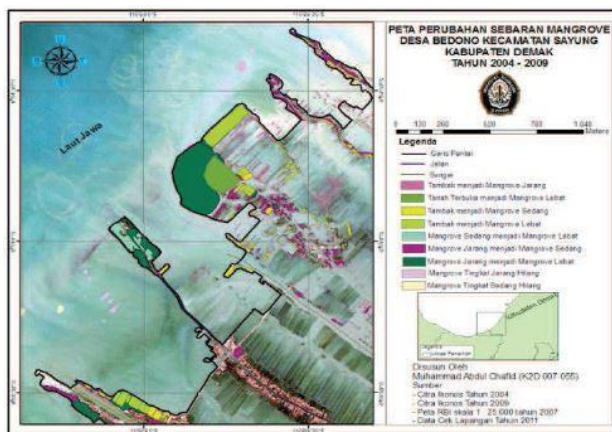 PETA PERUBAHAN SEBARAN MANGROVE
DESA BEDONO KECAMATAN SAYUNG
KABUPATEN DEMAK
TAHUN 2004 - 2009
Meters
Legenda
Garis Pantai
Jalan
Sungai
Tambak menjadi Mangrove Jarang
Tanah Terbuka menjadi Mangrove Lebat
Tambak menjadi Mangrove Sedang
Tambak menjadi Mangrove Lebat
Mangrove Sedang menjadi Mangrove Lebat
Mangrove Jarang menjadi Mangrove Sedang
Mangrove Jarang menjadi Mangrove Lebat
Mangrove Tingkat Jarang Hilang
Mangrove Tingkat Sedang Hilang
Laut Jawa
Kabupaten Demak
Disusun Oleh
Muhammad Abdul Chafid (K2D 007 055)
Sumber
- Citra Ikonos Tahun 2004
- Citra Ikonos Tahun 2009
- Peta RBI skala 1 : 25.000 tahun 2007
- Data Cek Lapangan Tahun 2011